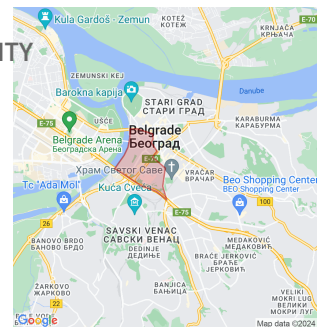 Kula Gardoš - Zemun
KOTEŽ
КОТЕЖ
KRNJAČA
КРЊАЧА
ITY
ZEMUNSKI KEJ
Barokna kapija
Danube
STARI GRAD
СТАРИ ГРАД
E-75
UŠĆE
KARABURMA
КАРАБУРМА
Belgrade
Београд
Belgrade Arena
Београдска Арена
E-75
Храм Светог Саве
VRAČAR
ВРАЧАР
Beo Shopping Center
BEO Shopping Center
Тс "Ada Mol"
Kuća Cveća
100
E-75
BANOVO BRDO
БАНОВО БРДО
SAVSKI VENAC
САВСКИ ВЕНАЦ
DEDINJE
ДЕДИЊЕ
MEDAKOVIĆ
МЕДАКОВИЋ
BRAĆE JERKOVIĆ
БРАЋЕ ЈЕРКОВИЋ
ŽARKOVO
ЖАРКОВО
BANJICA
БАЊИЦА
VELIKI
MOKRI LUG
ВЕЛИКИ
МОКРИ ЛУГ
Google
Map data ©2024